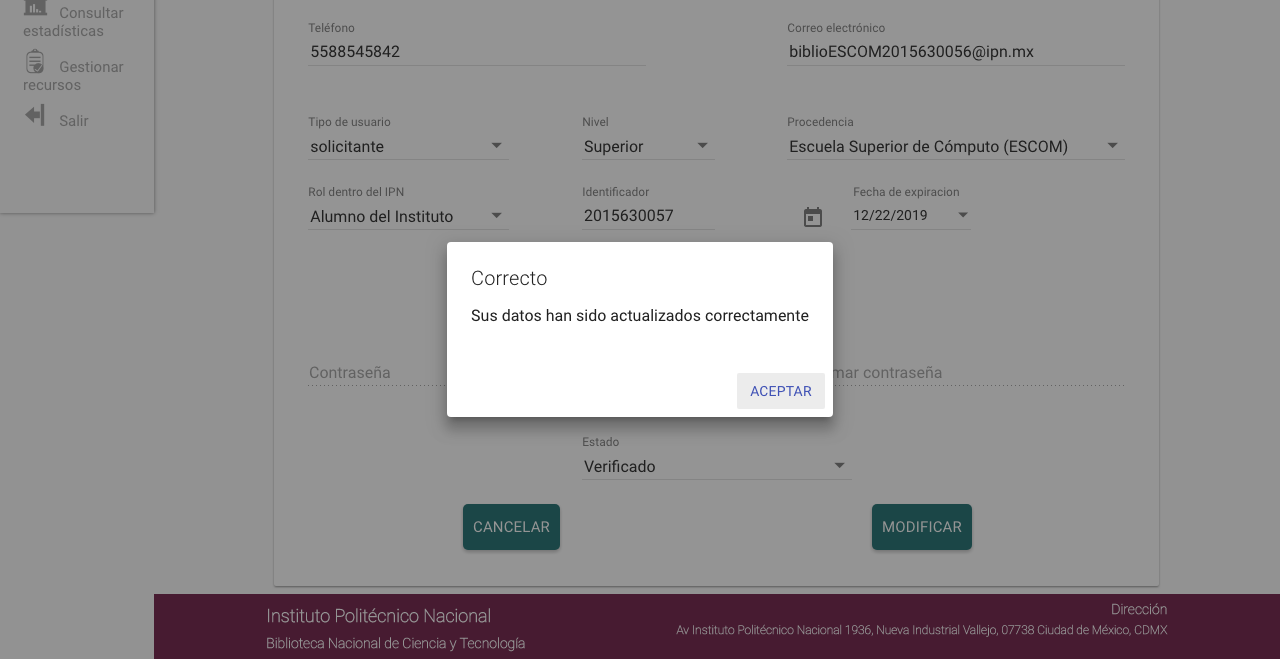 Consultar
estadísticas
Gestionar
recursos
Salir
Teléfono
5588545842
Correo electrónico
biblioESCOM2015630056@ipn.mx
Tipo de usuario
solicitante
Nivel
Superior
Procedencia
Escuela Superior de Cómputo (ESCOM)
Rol dentro del IPN
Alumno del Instituto
Identificador
2015630057
Fecha de expiracion
12/22/2019
Correcto
Sus datos han sido actualizados correctamente
ACEPTAR
Contraseña
mar contraseña
Estado
Verificado
CANCELAR
MODIFICAR
Instituto Politécnico Nacional
Biblioteca Nacional de Ciencia y Tecnología
Dirección
Av Instituto Politécnico Nacional 1936, Nueva Industrial Vallejo, 07738 Ciudad de México, CDMX